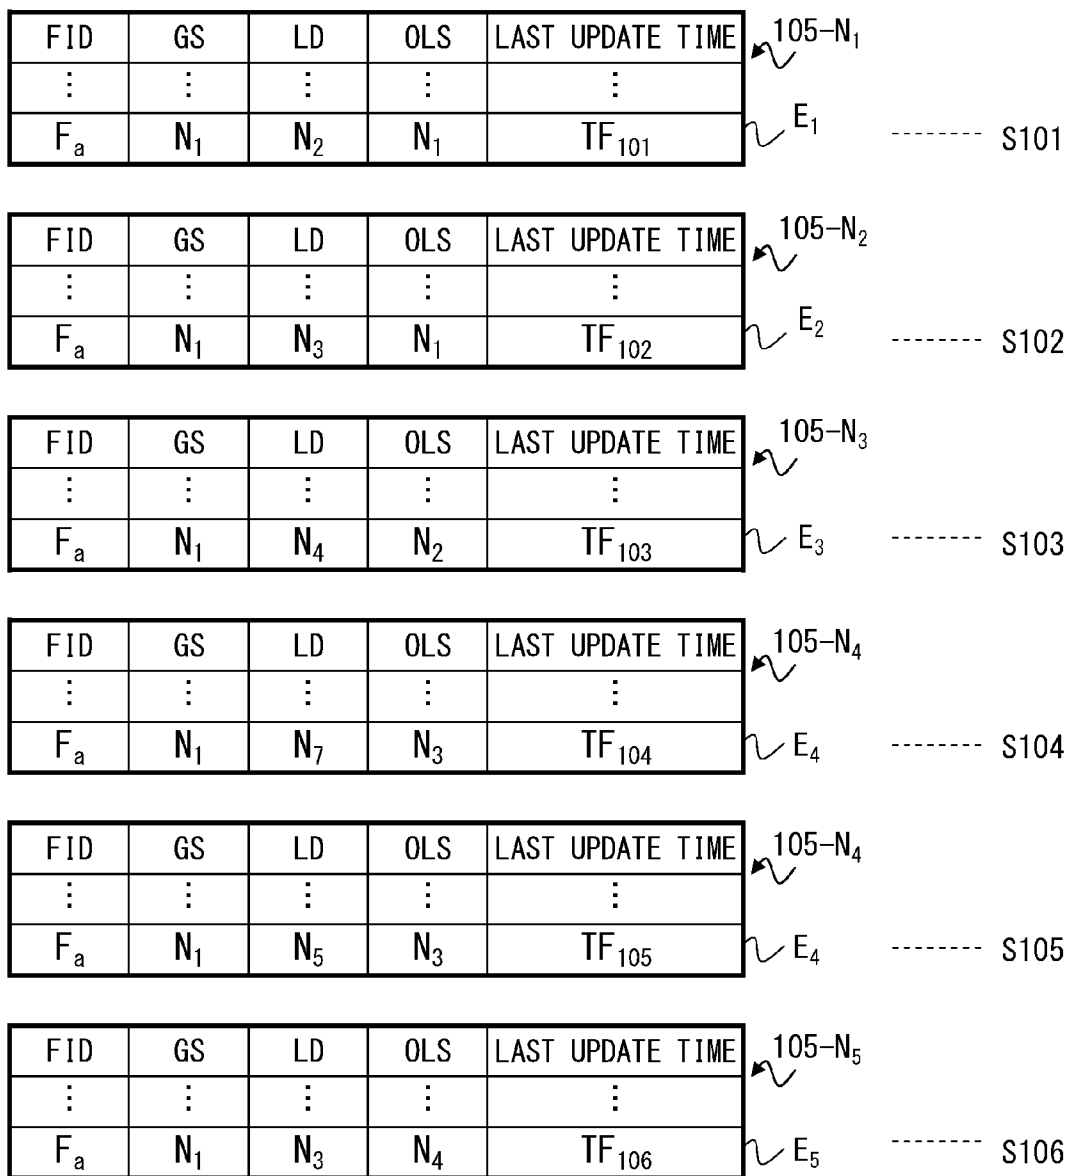 FID GS LD OLS LAST UPDATE TIME 105-N₁
⋮ ⋮ ⋮ ⋮ ⋮
Fₐ N₁ N₂ N₁ TF₁₀₁ E₁ -------- S101
FID GS LD OLS LAST UPDATE TIME 105-N₂
⋮ ⋮ ⋮ ⋮ ⋮
Fₐ N₁ N₃ N₁ TF₁₀₂ E₂ -------- S102
FID GS LD OLS LAST UPDATE TIME 105-N₃
⋮ ⋮ ⋮ ⋮ ⋮
Fₐ N₁ N₄ N₂ TF₁₀₃ E₃ -------- S103
FID GS LD OLS LAST UPDATE TIME 105-N₄
⋮ ⋮ ⋮ ⋮ ⋮
Fₐ N₁ N₇ N₃ TF₁₀₄ E₄ -------- S104
FID GS LD OLS LAST UPDATE TIME 105-N₄
⋮ ⋮ ⋮ ⋮ ⋮
Fₐ N₁ N₅ N₃ TF₁₀₅ E₄ -------- S105
FID GS LD OLS LAST UPDATE TIME 105-N₅
⋮ ⋮ ⋮ ⋮ ⋮
Fₐ N₁ N₃ N₄ TF₁₀₆ E₅ -------- S106